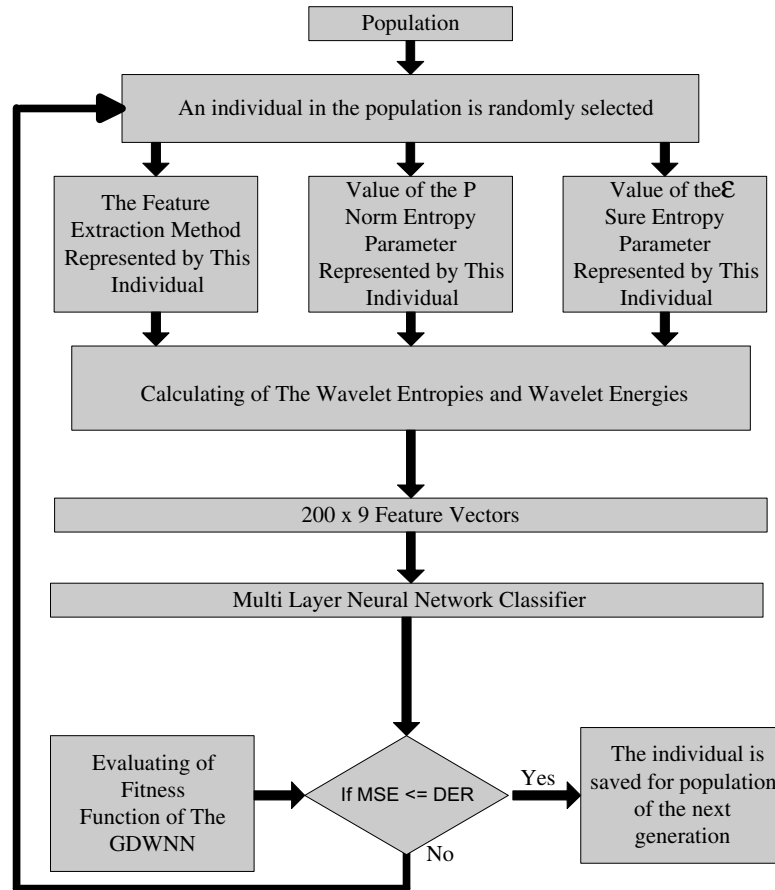 Population
An individual in the population is randomly selected
The Feature
Extraction Method
Represented by This
Individual
Value of the P
Norm Entropy
Parameter
Represented by This
Individual
Value of the ε
Sure Entropy
Parameter
Represented by This
Individual
Calculating of The Wavelet Entropies and Wavelet Energies
200 x 9 Feature Vectors
Multi Layer Neural Network Classifier
Evaluating of
Fitness
Function of The
GDWNN
If MSE <= DER
Yes
No
The individual is
saved for population
of the next
generation